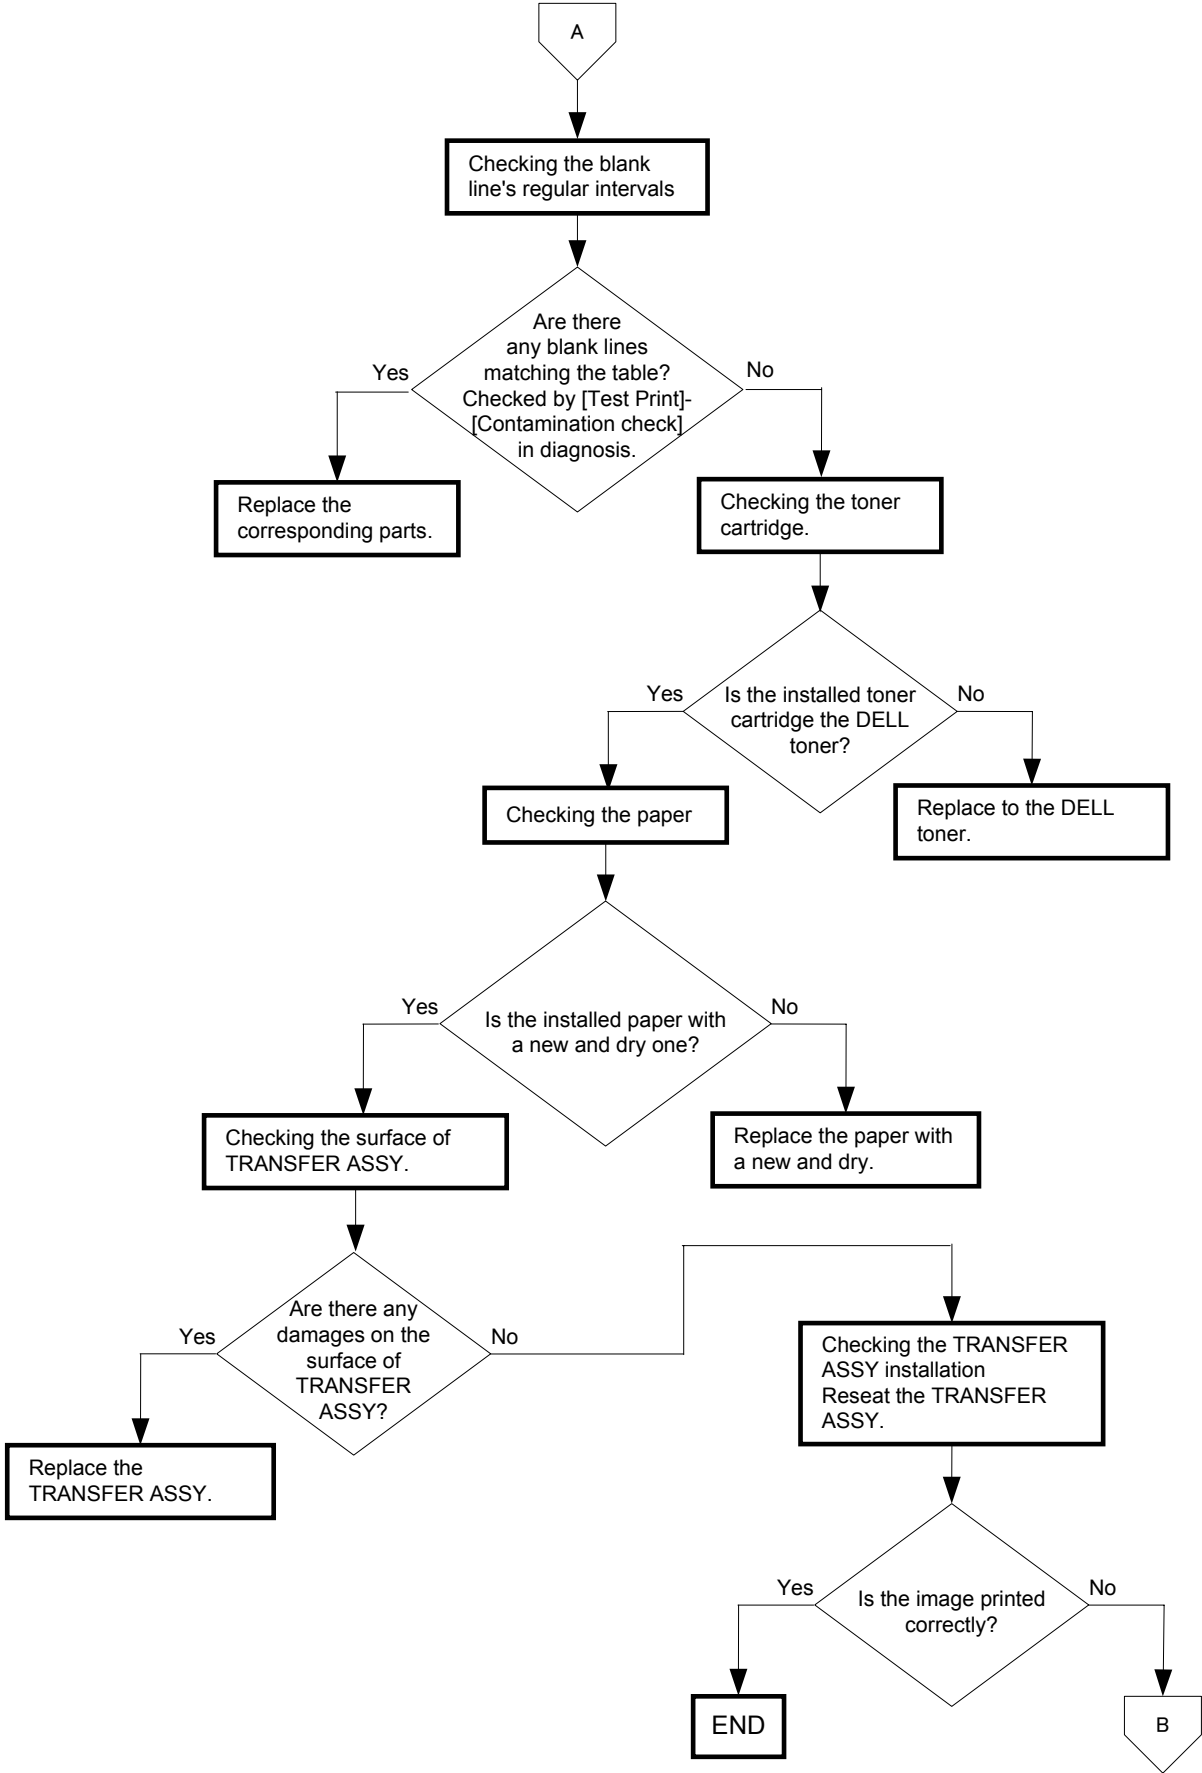 A
Checking the blank
line's regular intervals
Are there
any blank lines
matching the table?
Checked by [Test Print]-
[Contamination check]
in diagnosis.
Yes
No
Replace the
corresponding parts.
Checking the toner
cartridge.
Is the installed toner
cartridge the DELL
toner?
Yes
No
Checking the paper
Replace to the DELL
toner.
Is the installed paper with
a new and dry one?
Yes
No
Checking the surface of
TRANSFER ASSY.
Replace the paper with
a new and dry.
Are there any
damages on the
surface of
TRANSFER
ASSY?
Yes
No
Replace the
TRANSFER ASSY.
Checking the TRANSFER
ASSY installation
Reseat the TRANSFER
ASSY.
Is the image printed
correctly?
Yes
No
END
B